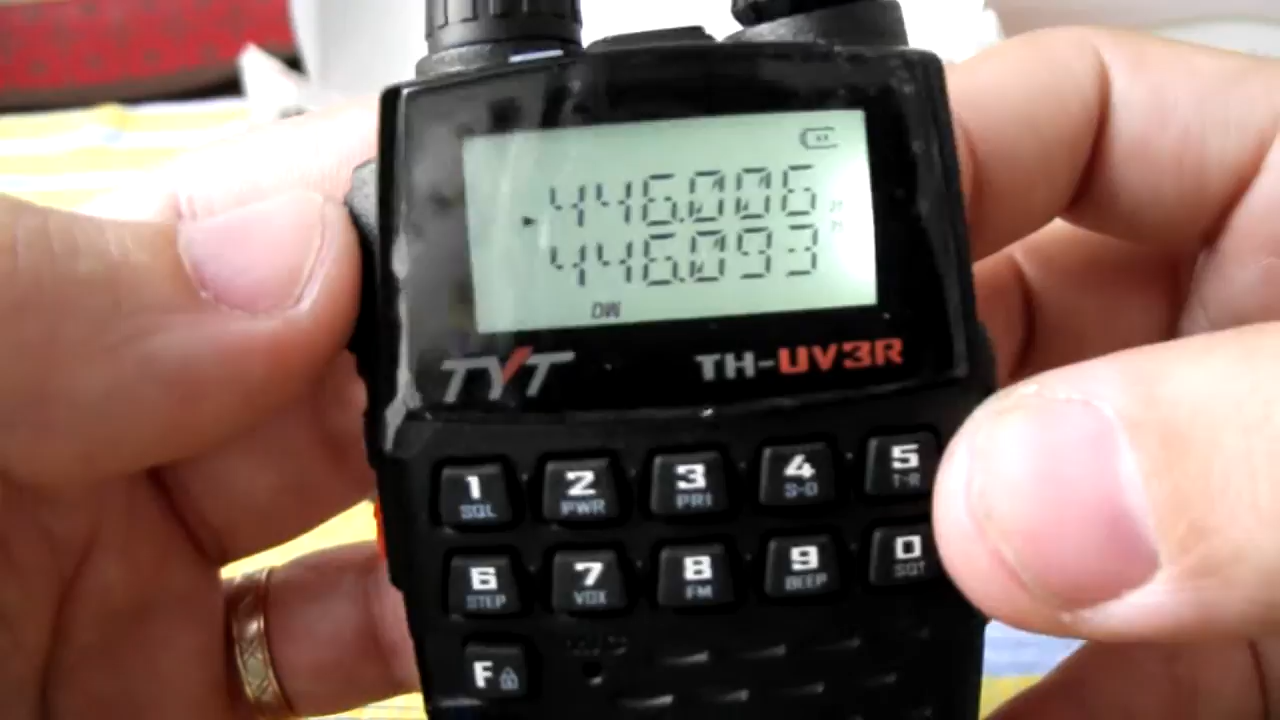 446.006
446.093
DW
TYT TH-UV3R
1 2 3 4 5
SQL PWR PRI S-D T-R
6 7 8 9 0
STEP VOX FM BEEP SQT
F